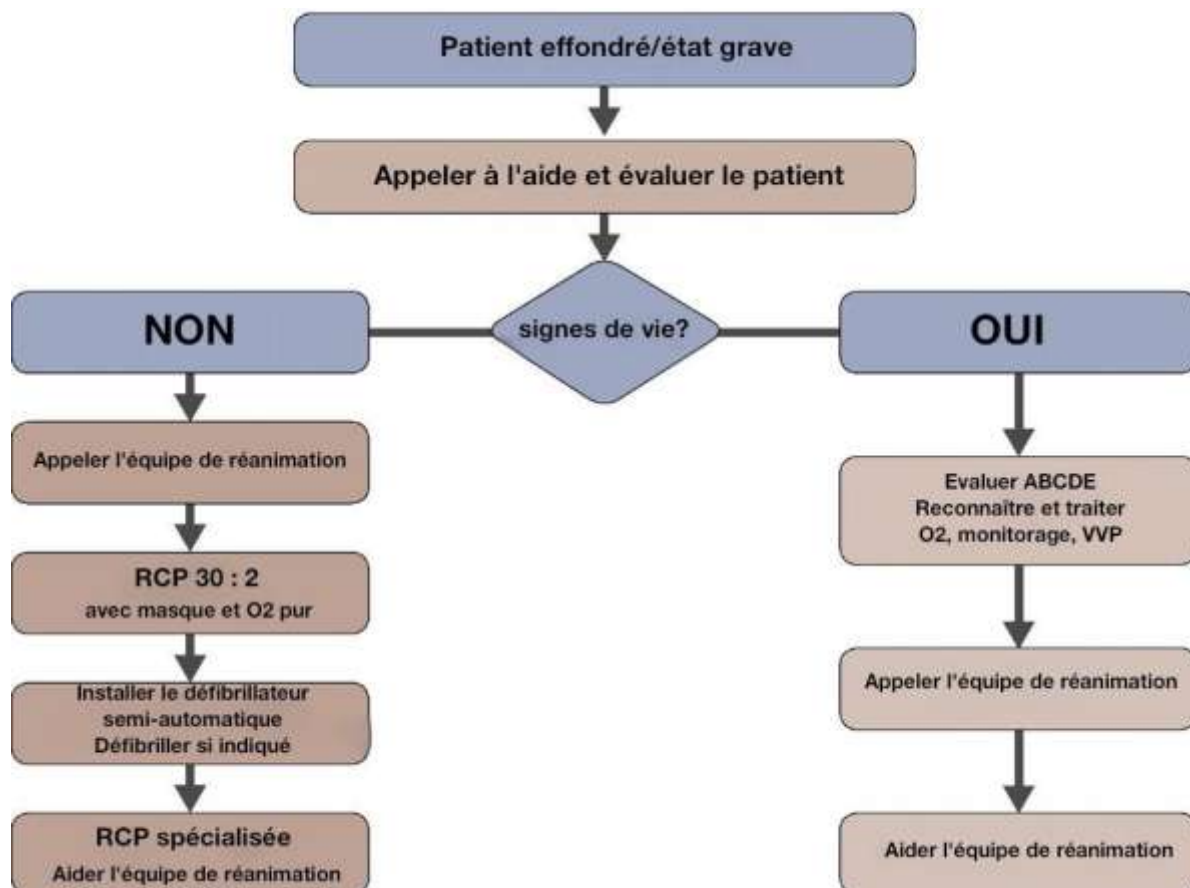 Patient effondré/état grave
Appeler à l'aide et évaluer le patient
signes de vie?
NON
OUI
Appeler l'équipe de réanimation
RCP 30 : 2
avec masque et O2 pur
Installer le défibrillateur
semi-automatique
Défibriller si indiqué
RCP spécialisée
Aider l'équipe de réanimation
Evaluer ABCDE
Reconnaître et traiter
O2, monitorage, VVP
Appeler l'équipe de réanimation
Aider l'équipe de réanimation